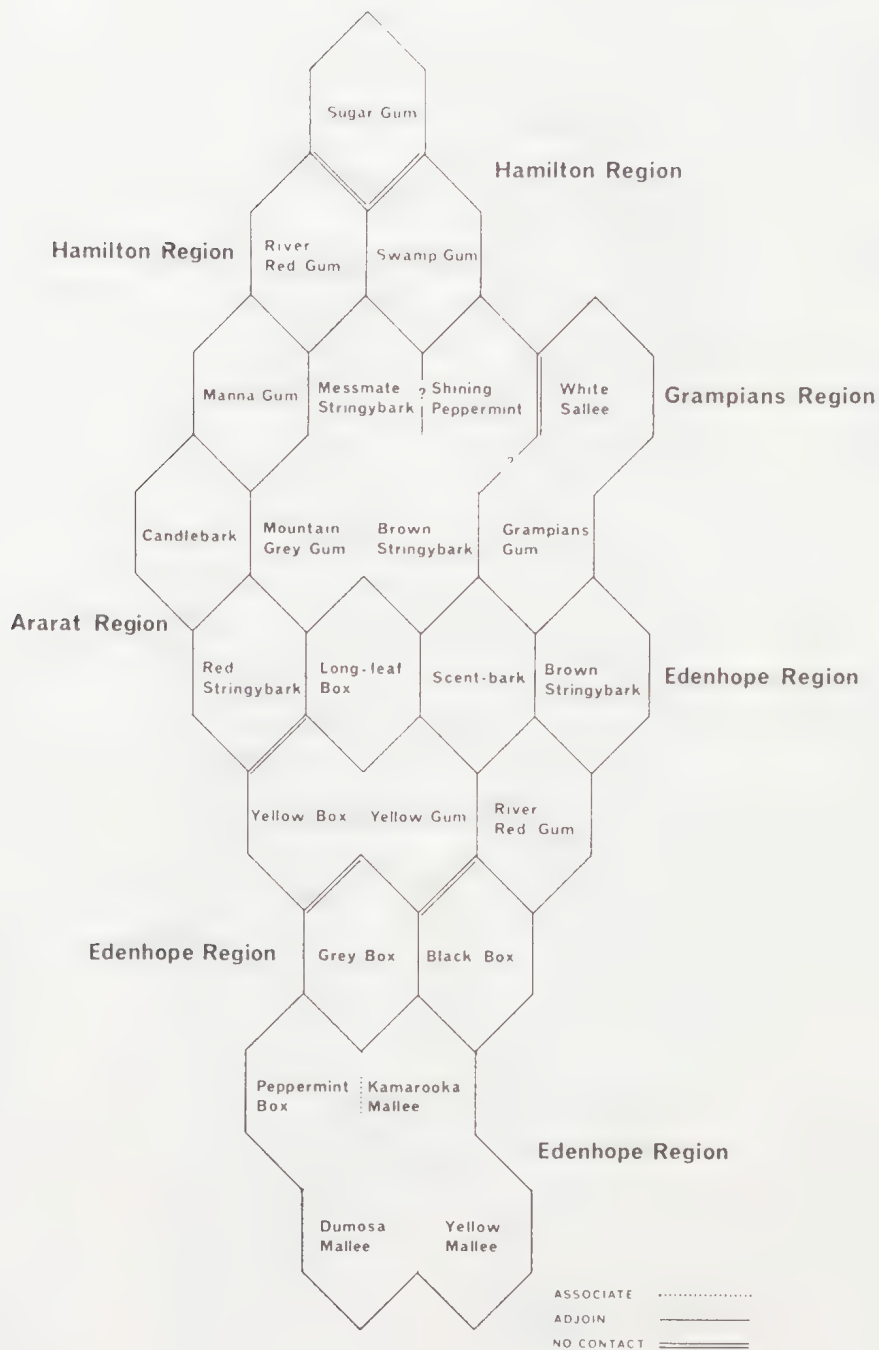 Sugar Gum
Hamilton Region
Hamilton Region
River
Red Gum
Swamp Gum
Manna Gum
Messmate
Stringybark
?
Shining
Peppermint
White
Sallee
Grampians Region
?
Candlebark
Mountain
Grey Gum
Brown
Stringybark
Grampians
Gum
Ararat Region
Red
Stringybark
Long-leaf
Box
Scent-bark
Brown
Stringybark
Edenhope Region
Yellow Box
Yellow Gum
River
Red Gum
Edenhope Region
Grey Box
Black Box
Peppermint
Box
Kamarooka
Mallee
Edenhope Region
Dumosa
Mallee
Yellow
Mallee
ASSOCIATE
ADJOIN
NO CONTACT